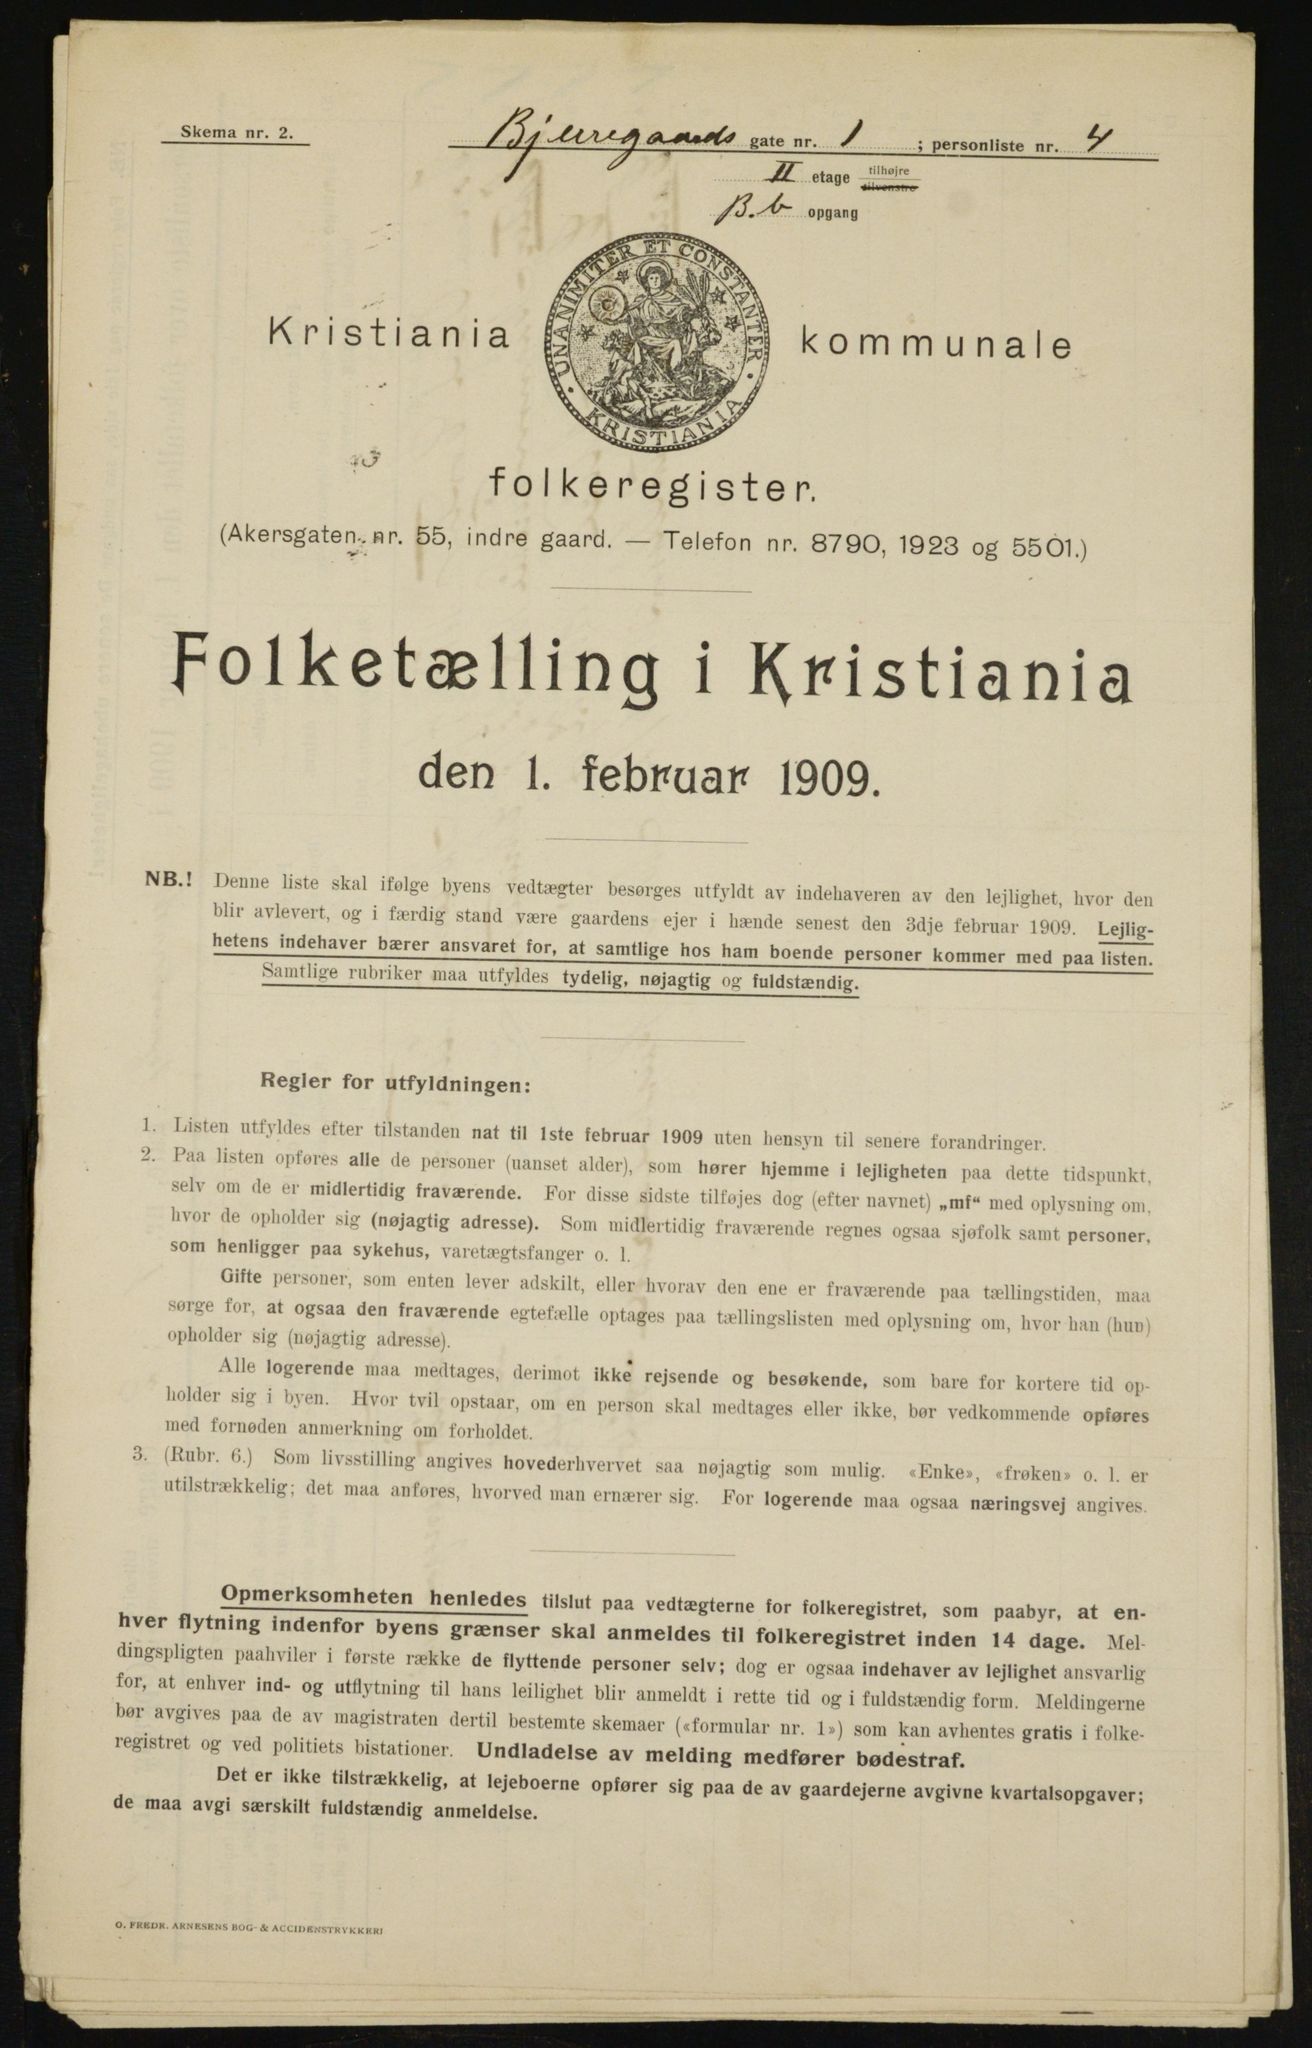 Skema nr. 2.
Bjerregaards gate nr. 1 ; personliste nr. 4
II etage tilhøjre tilvenstre
B. b opgang
UNANIMITER ET CONSTANTER • KRISTIANIA •
Kristiania kommunale
folkeregister.
(Akersgaten nr. 55, indre gaard. — Telefon nr. 8790, 1923 og 5501.)
Folketælling i Kristiania
den 1. februar 1909.
NB.! Denne liste skal ifølge byens vedtægter besørges utfyldt av indehaveren av den lejlighet, hvor den
blir avlevert, og i færdig stand være gaardens ejer i hænde senest den 3dje februar 1909. Lejlig-
hetens indehaver bærer ansvaret for, at samtlige hos ham boende personer kommer med paa listen.
Samtlige rubriker maa utfyldes tydelig, nøjagtig og fuldstændig.
Regler for utfyldningen:
1. Listen utfyldes efter tilstanden nat til 1ste februar 1909 uten hensyn til senere forandringer.
2. Paa listen opføres alle de personer (uanset alder), som hører hjemme i lejligheten paa dette tidspunkt,
selv om de er midlertidig fraværende. For disse sidste tilføjes dog (efter navnet) „mf“ med oplysning om,
hvor de opholder sig (nøjagtig adresse). Som midlertidig fraværende regnes ogsaa sjøfolk samt personer,
som henligger paa sykehus, varetægtsfanger o. l.
Gifte personer, som enten lever adskilt, eller hvorav den ene er fraværende paa tællingstiden, maa
sørge for, at ogsaa den fraværende egtefælle optages paa tællingslisten med oplysning om, hvor han (hun)
opholder sig (nøjagtig adresse).
Alle logerende maa medtages, derimot ikke rejsende og besøkende, som bare for kortere tid op-
holder sig i byen. Hvor tvil opstaar, om en person skal medtages eller ikke, bør vedkommende opføres
med fornøden anmerkning om forholdet.
3. (Rubr. 6.) Som livsstilling angives hovederhvervet saa nøjagtig som mulig. «Enke», «frøken» o. l. er
utilstrækkelig; det maa anføres, hvorved man ernærer sig. For logerende maa ogsaa næringsvej angives.
Opmerksomheten henledes tilslut paa vedtægterne for folkeregistret, som paabyr, at en-
hver flytning indenfor byens grænser skal anmeldes til folkeregistret inden 14 dage. Mel-
dingspligten paahviler i første række de flyttende personer selv; dog er ogsaa indehaver av lejlighet ansvarlig
for, at enhver ind- og utflytning til hans leilighet blir anmeldt i rette tid og i fuldstændig form. Meldingerne
bør avgives paa de av magistraten dertil bestemte skemaer («formular nr. 1») som kan avhentes gratis i folke-
registret og ved politiets bistationer. Undladelse av melding medfører bødestraf.
Det er ikke tilstrækkelig, at lejeboerne opfører sig paa de av gaardejerne avgivne kvartalsopgaver;
de maa avgi særskilt fuldstændig anmeldelse.
O. FREDR. ARNESENS BOG- & ACCIDENSTRYKKERI